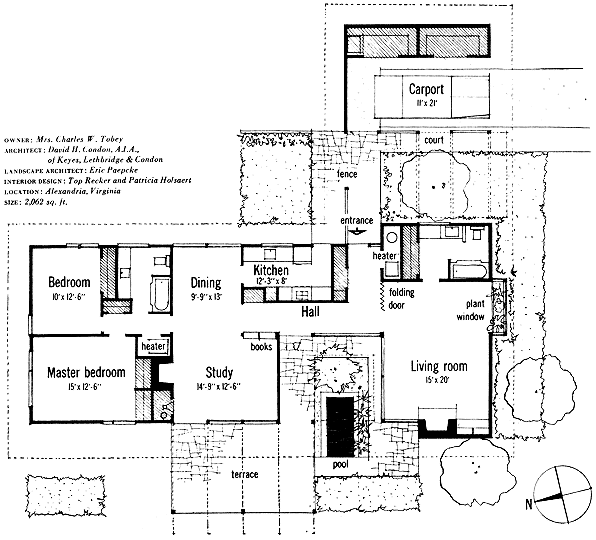 Carport
11' x 21'
court
OWNER: Mrs. Charles W. Tobey
ARCHITECT: David H. Condon, A.I.A.,
of Keyes, Lethbridge & Condon
LANDSCAPE ARCHITECT: Eric Paepcke
INTERIOR DESIGN: Top Recker and Patricia Holsaert
LOCATION: Alexandria, Virginia
SIZE: 2,062 sq. ft.
fence
entrance
heater
Bedroom
10' x 12'-6"
Dining
9'-9" x 13'
Kitchen
12'-3" x 8'
Hall
folding
door
plant
window
heater
books
Master bedroom
15' x 12'-6"
Study
14'-9" x 12'-6"
Living room
15' x 20'
pool
terrace
N